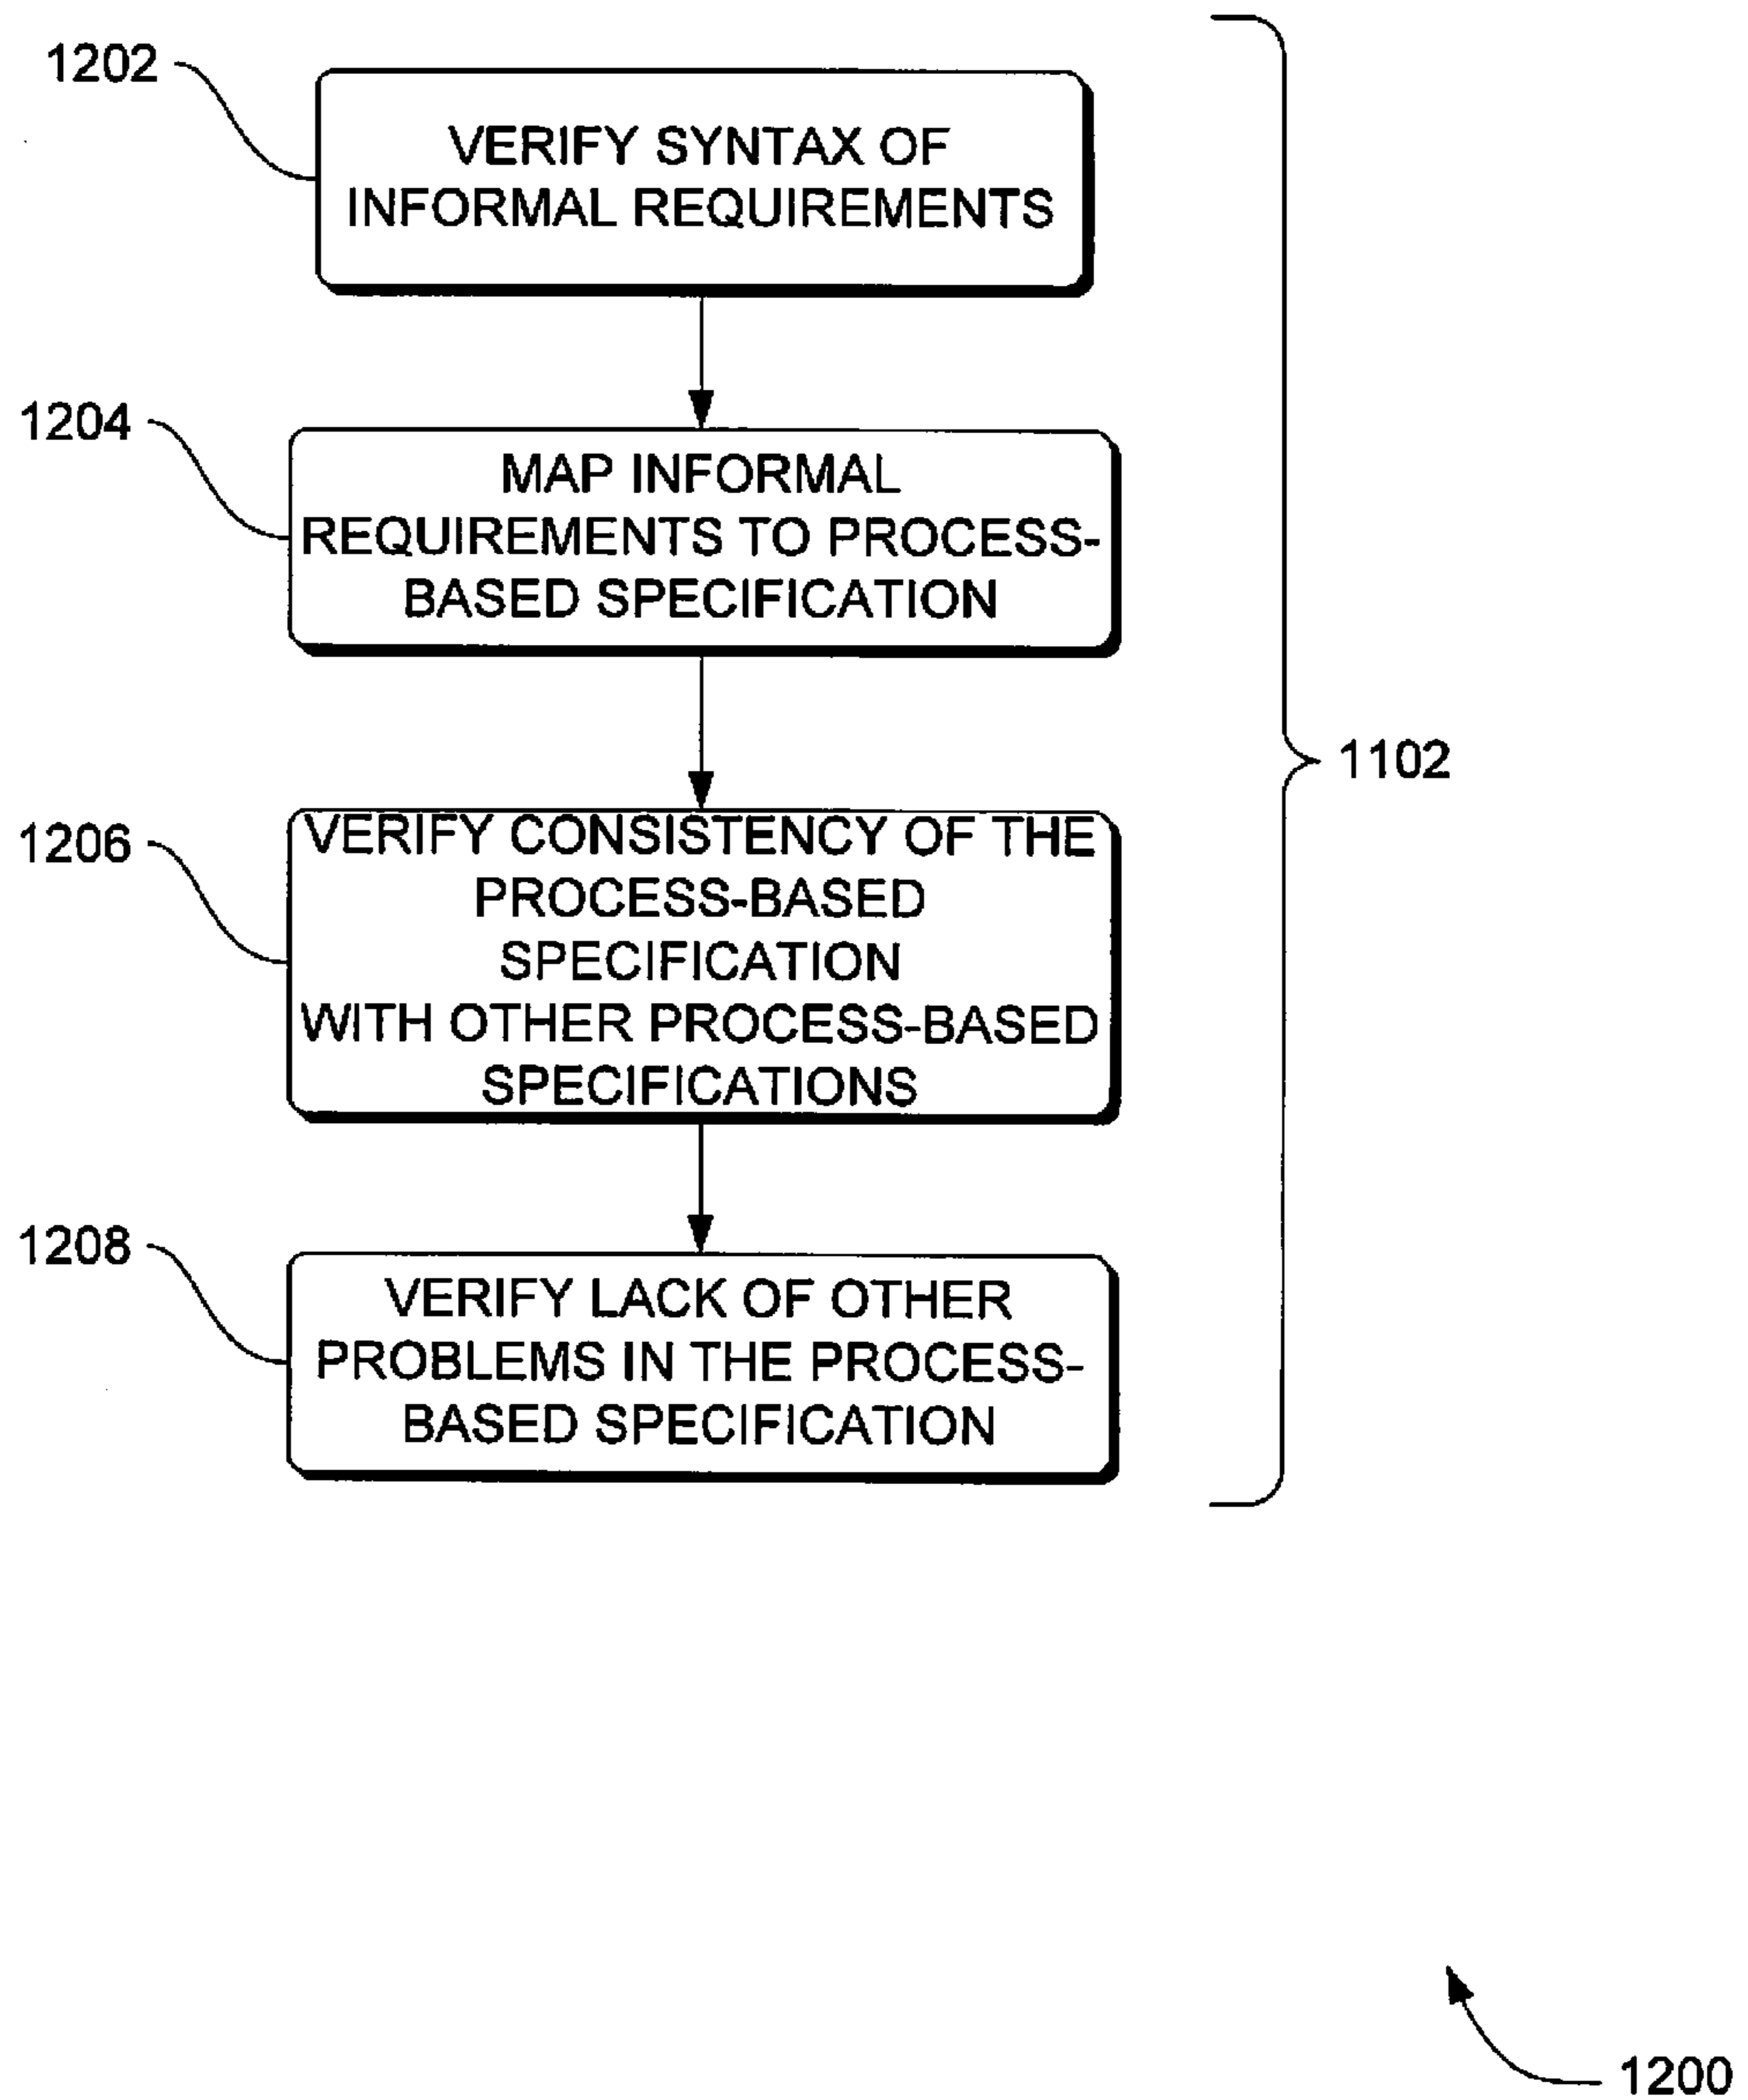 1202
VERIFY SYNTAX OF
INFORMAL REQUIREMENTS
1204
MAP INFORMAL
REQUIREMENTS TO PROCESS-
BASED SPECIFICATION
1102
1206
VERIFY CONSISTENCY OF THE
PROCESS-BASED
SPECIFICATION
WITH OTHER PROCESS-BASED
SPECIFICATIONS
1208
VERIFY LACK OF OTHER
PROBLEMS IN THE PROCESS-
BASED SPECIFICATION
1200